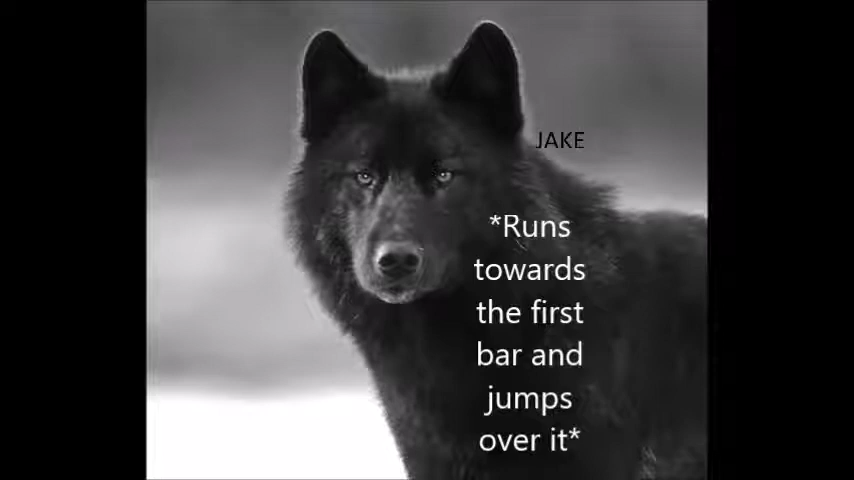 JAKE
*Runs
towards
the first
bar and
jumps
over it*